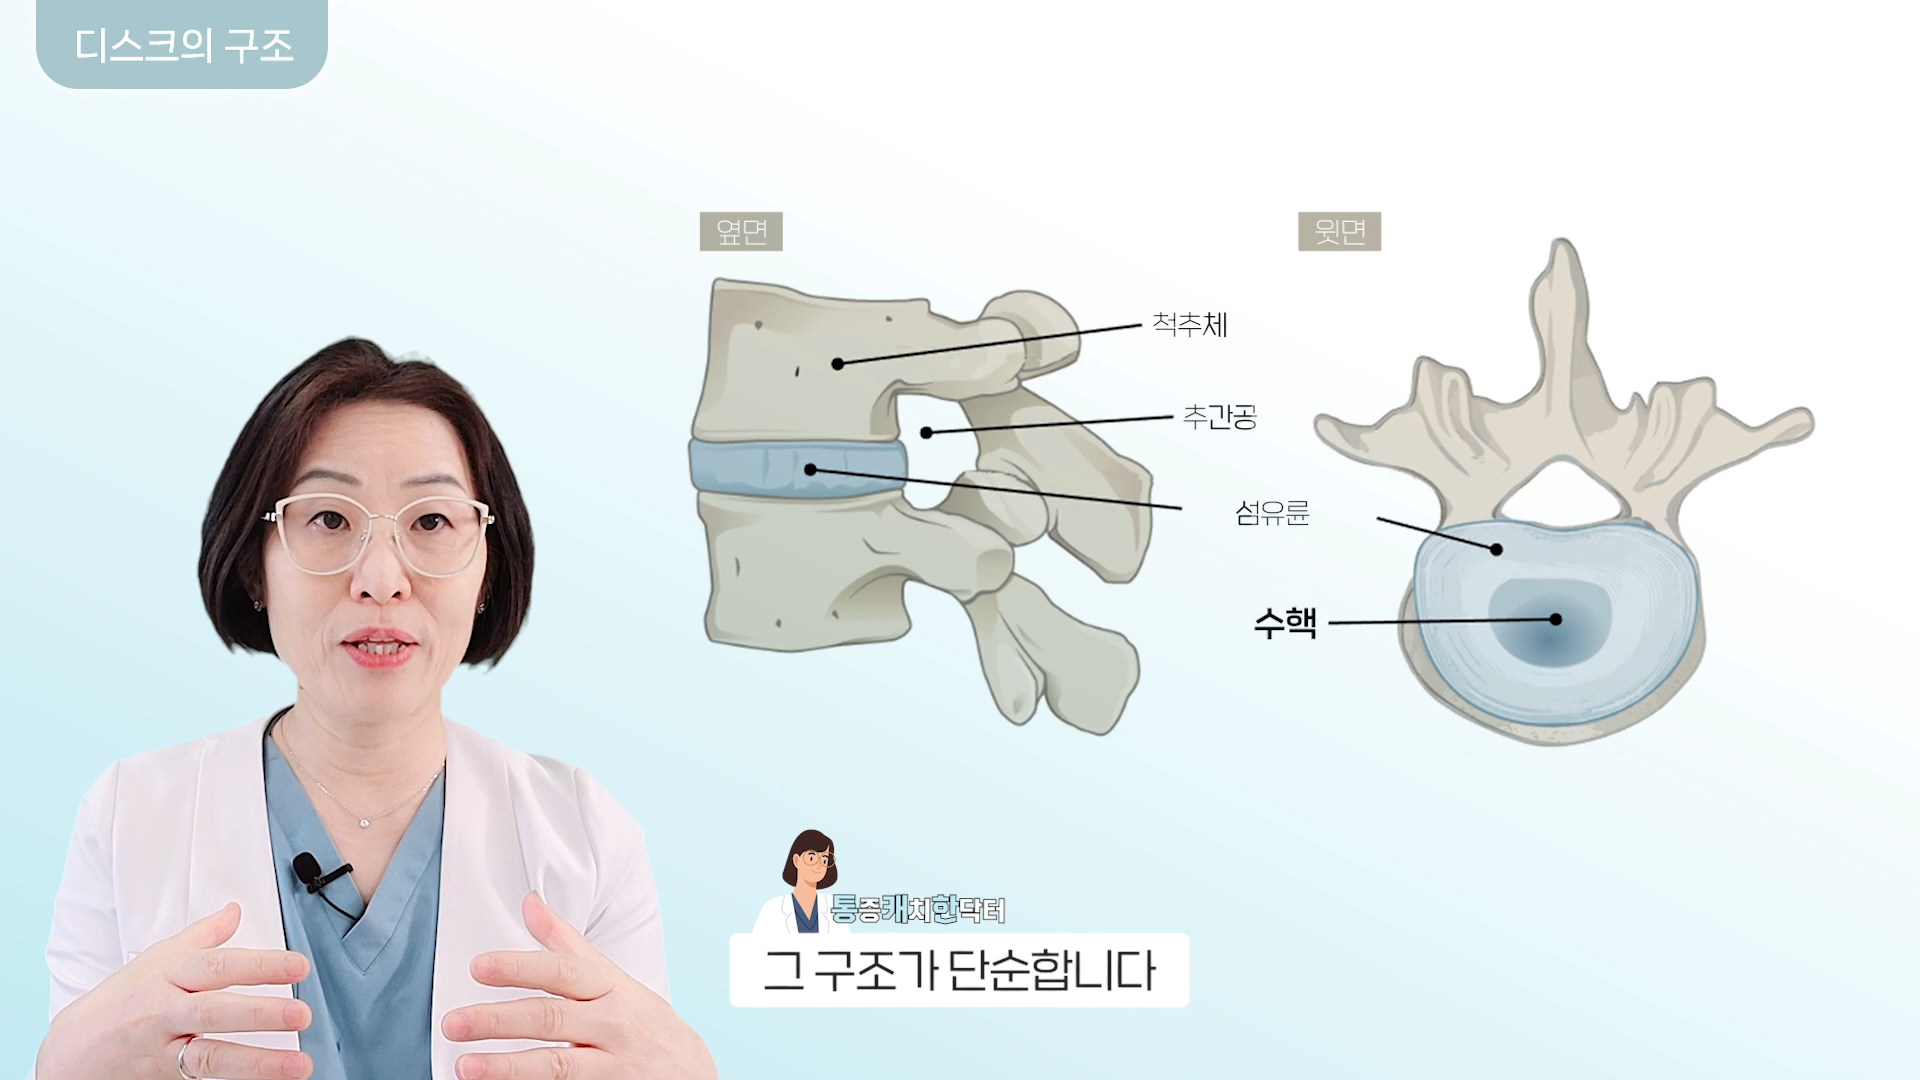 디스크의 구조
옆면
윗면
척추체
추간공
섬유륜
수핵
통증캐치한닥터
그 구조가 단순합니다